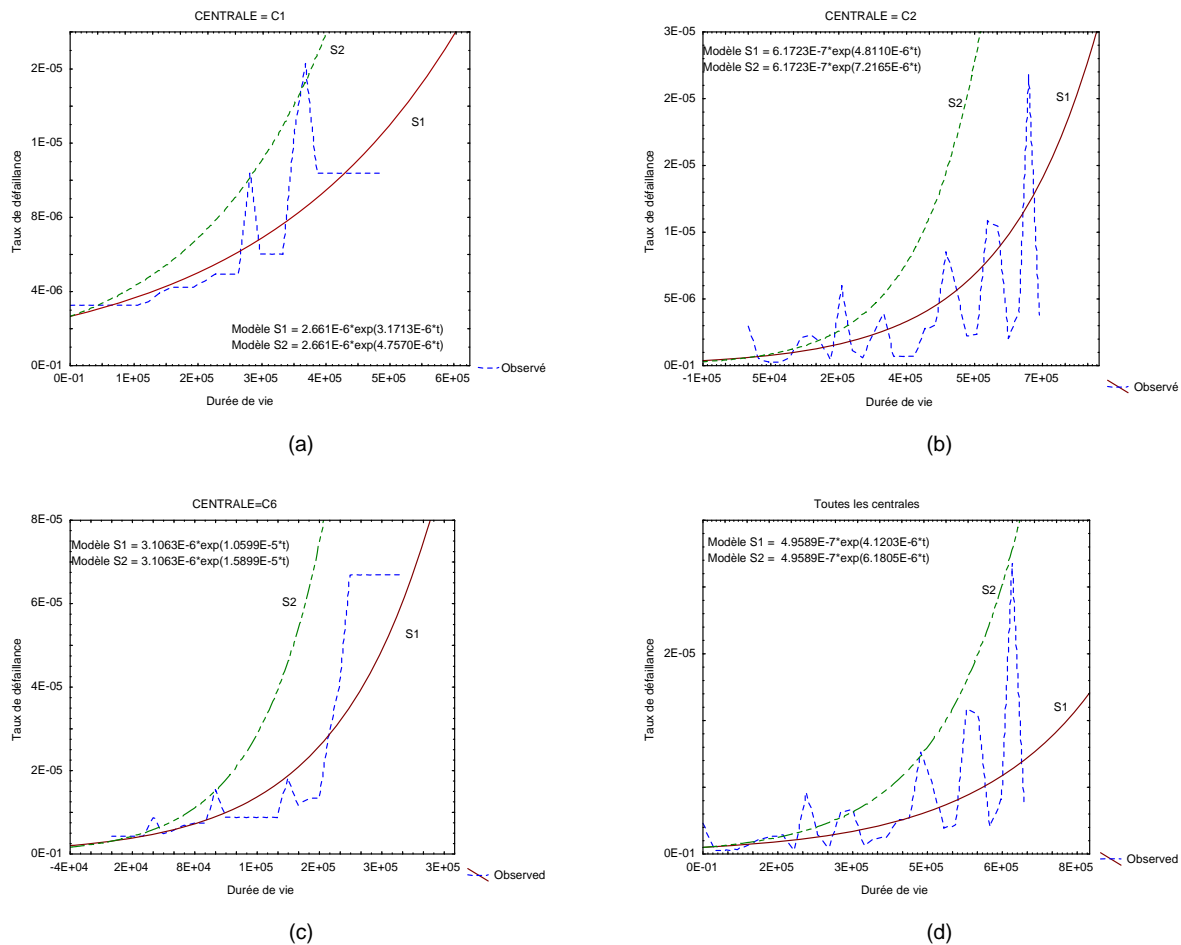 CENTRALE = C1
2E-05
1E-05
8E-06
4E-06
0E-01
Taux de défaillance
S2
S1
Modèle S1 = 2.661E-6*exp(3.1713E-6*t)
Modèle S2 = 2.661E-6*exp(4.7570E-6*t)
0E-01 1E+05 2E+05 3E+05 4E+05 5E+05 6E+05
Observé
Durée de vie
(a)
CENTRALE = C2
3E-05
2E-05
2E-05
1E-05
5E-06
0E-01
Taux de défaillance
Modèle S1 = 6.1723E-7*exp(4.8110E-6*t)
Modèle S2 = 6.1723E-7*exp(7.2165E-6*t)
S2
S1
-1E+05 5E+04 2E+05 4E+05 5E+05 7E+05
Observé
Durée de vie
(b)
CENTRALE=C6
8E-05
6E-05
4E-05
2E-05
0E-01
Taux de défaillance
Modèle S1 = 3.1063E-6*exp(1.0599E-5*t)
Modèle S2 = 3.1063E-6*exp(1.5899E-5*t)
S2
S1
-4E+04 2E+04 8E+04 1E+05 2E+05 3E+05
Observed
Durée de vie
(c)
Toutes les centrales
2E-05
0E-01
Taux de défaillance
Modèle S1 = 4.9589E-7*exp(4.1203E-6*t)
Modèle S2 = 4.9589E-7*exp(6.1805E-6*t)
S2
S1
0E-01 2E+05 3E+05 5E+05 6E+05 8E+05
Observed
Durée de vie
(d)